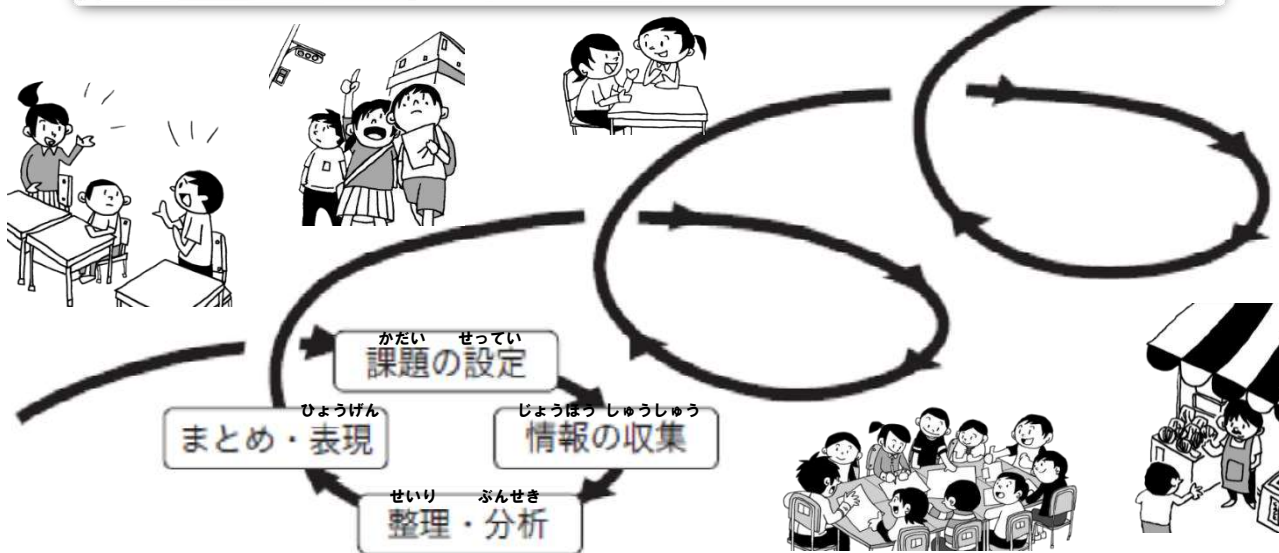 かだい せってい
課題の設定
ひょうげん
まとめ・表現
じょうほう しゅうしゅう
情報の収集
せいり ぶんせき
整理・分析